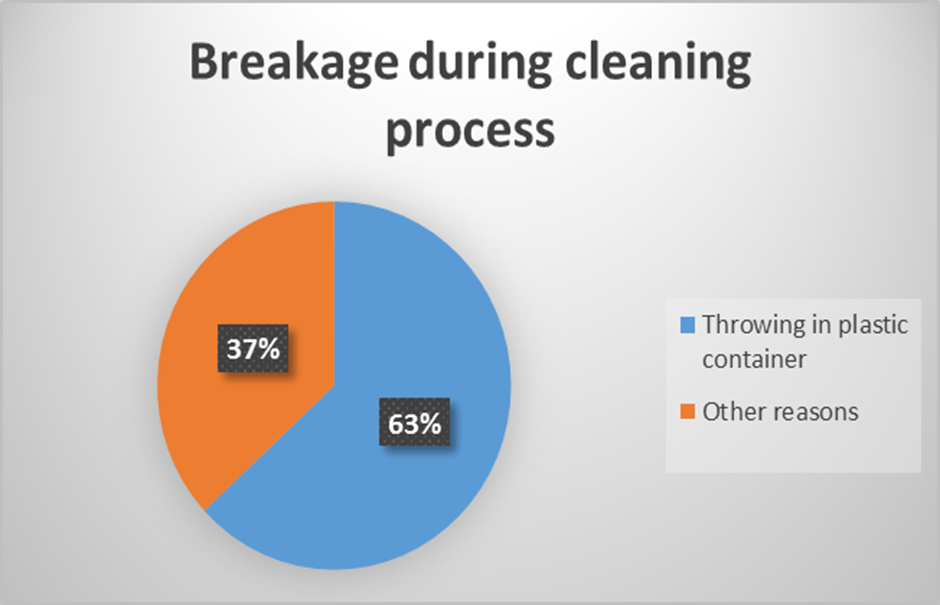 Breakage during cleaning
process
37%
63%
Throwing in plastic
container
Other reasons